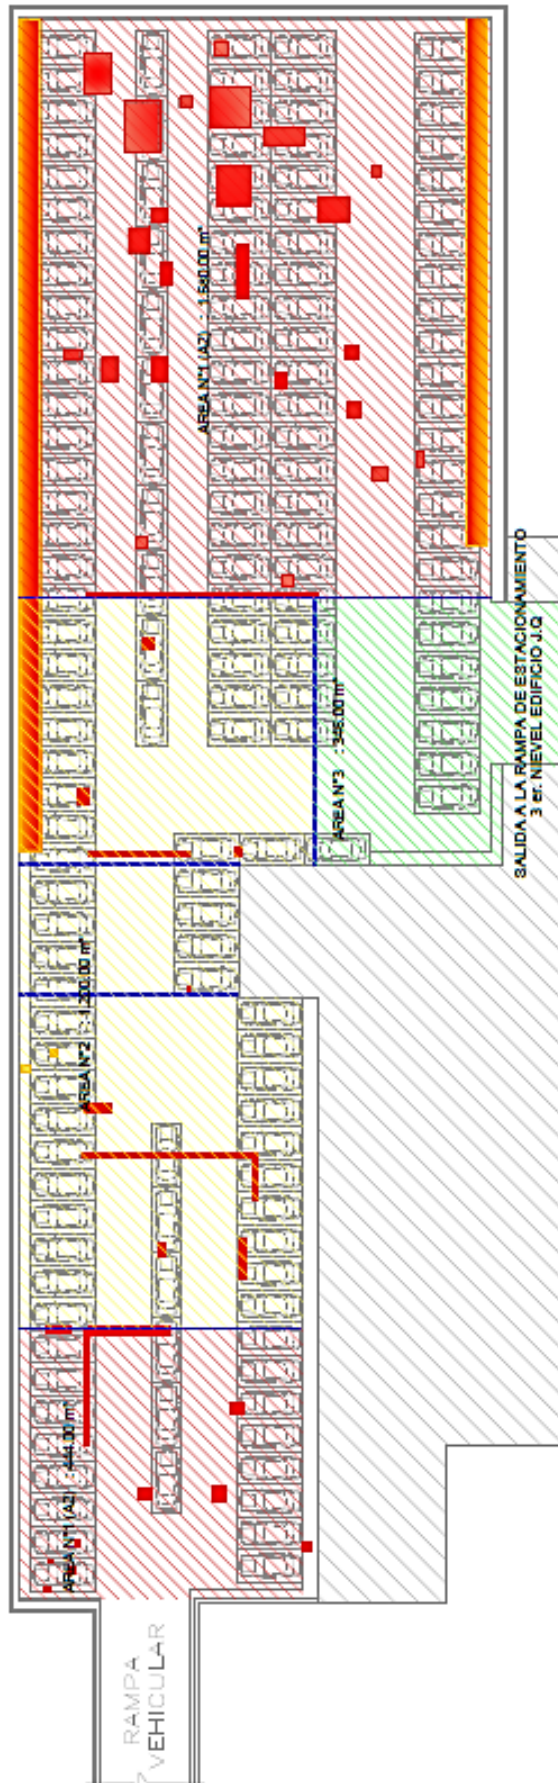 AREA N°1 (A2) : 1.580.00 m²
AREA N°3 : 346.00 m²
SALIDA A LA RAMPA DE ESTACIONAMIENTO
3 er. NIEVEL EDIFICIO J.Q
AREA N°2 : 1.200.00 m²
AREA N°1 (A2) : 444.00 m²
RAMPA
VEHICULAR